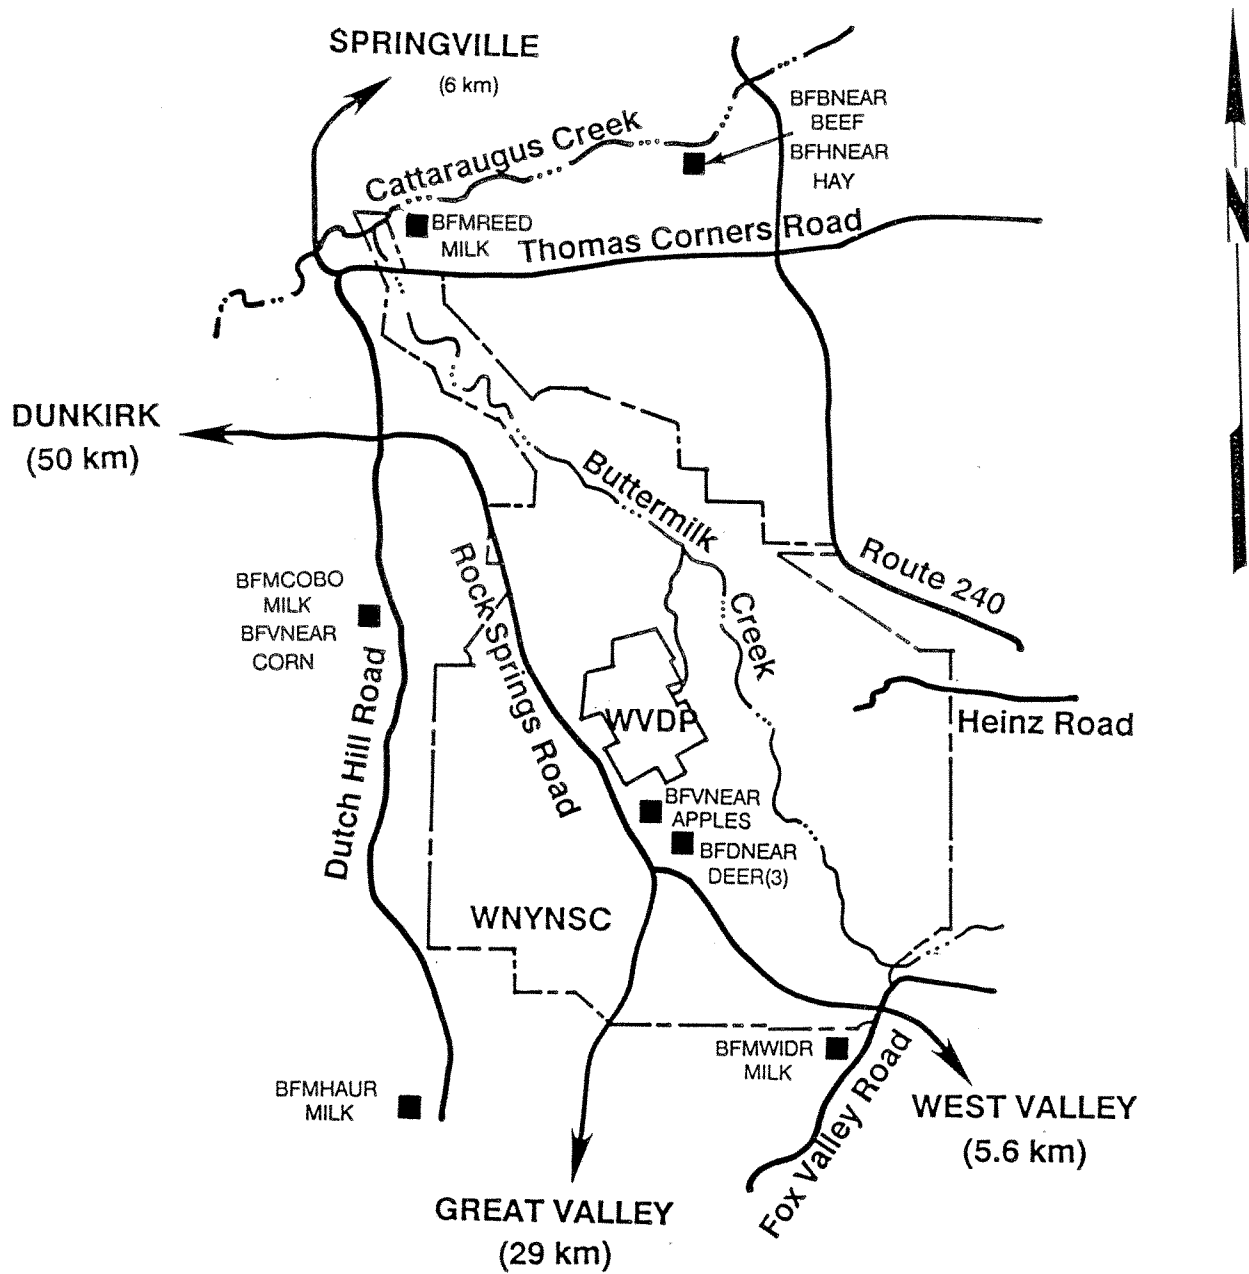 SPRINGVILLE
(6 km)
BFBNEAR
BEEF
BFHNEAR
HAY
Cattaraugus Creek
BFMREED
MILK
Thomas Corners Road
N
DUNKIRK
(50 km)
Buttermilk
Creek
Route 240
Rock Springs Road
BFMCOBO
MILK
BFVNEAR
CORN
Dutch Hill Road
WVDP
Heinz Road
BFVNEAR
APPLES
BFDNEAR
DEER(3)
WNYNSC
BFMWIDR
MILK
BFMHAUR
MILK
Fox Valley Road
WEST VALLEY
(5.6 km)
GREAT VALLEY
(29 km)